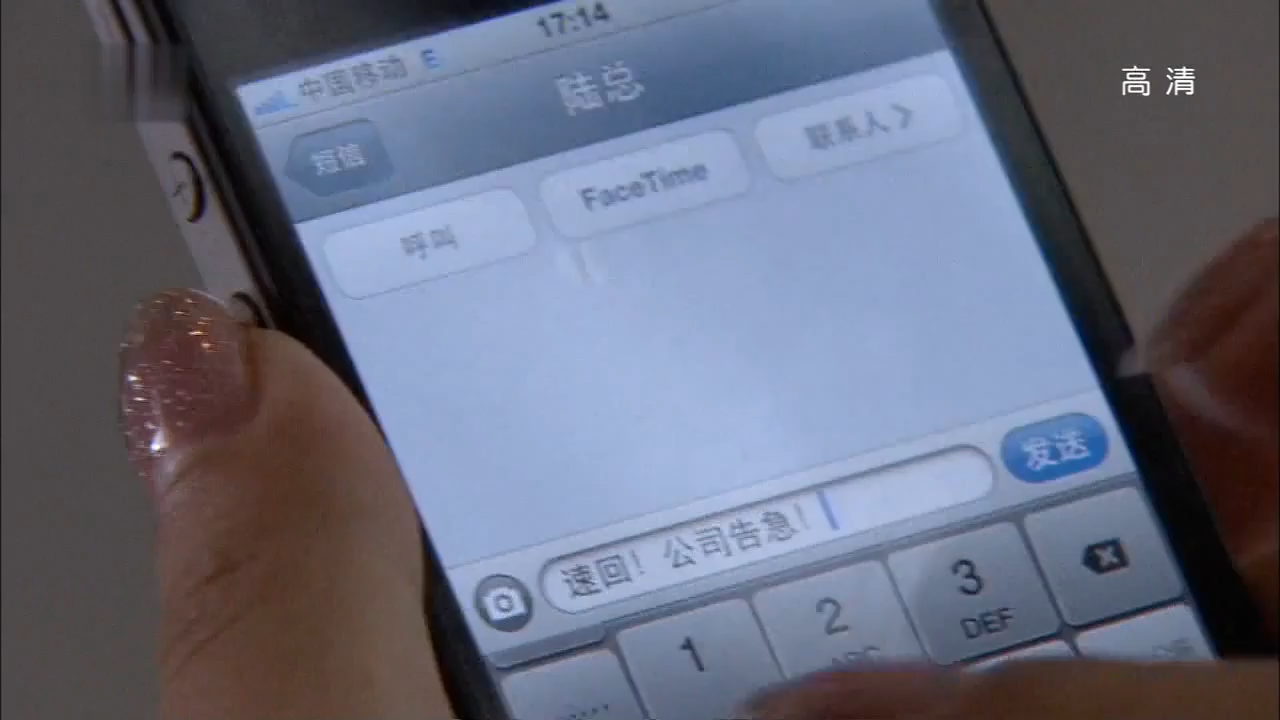 高清
17:14
中国移动 E
陆总
短信
呼叫
FaceTime
联系人 >
速回！公司告急！
发送
1
2
ABC
3
DEF